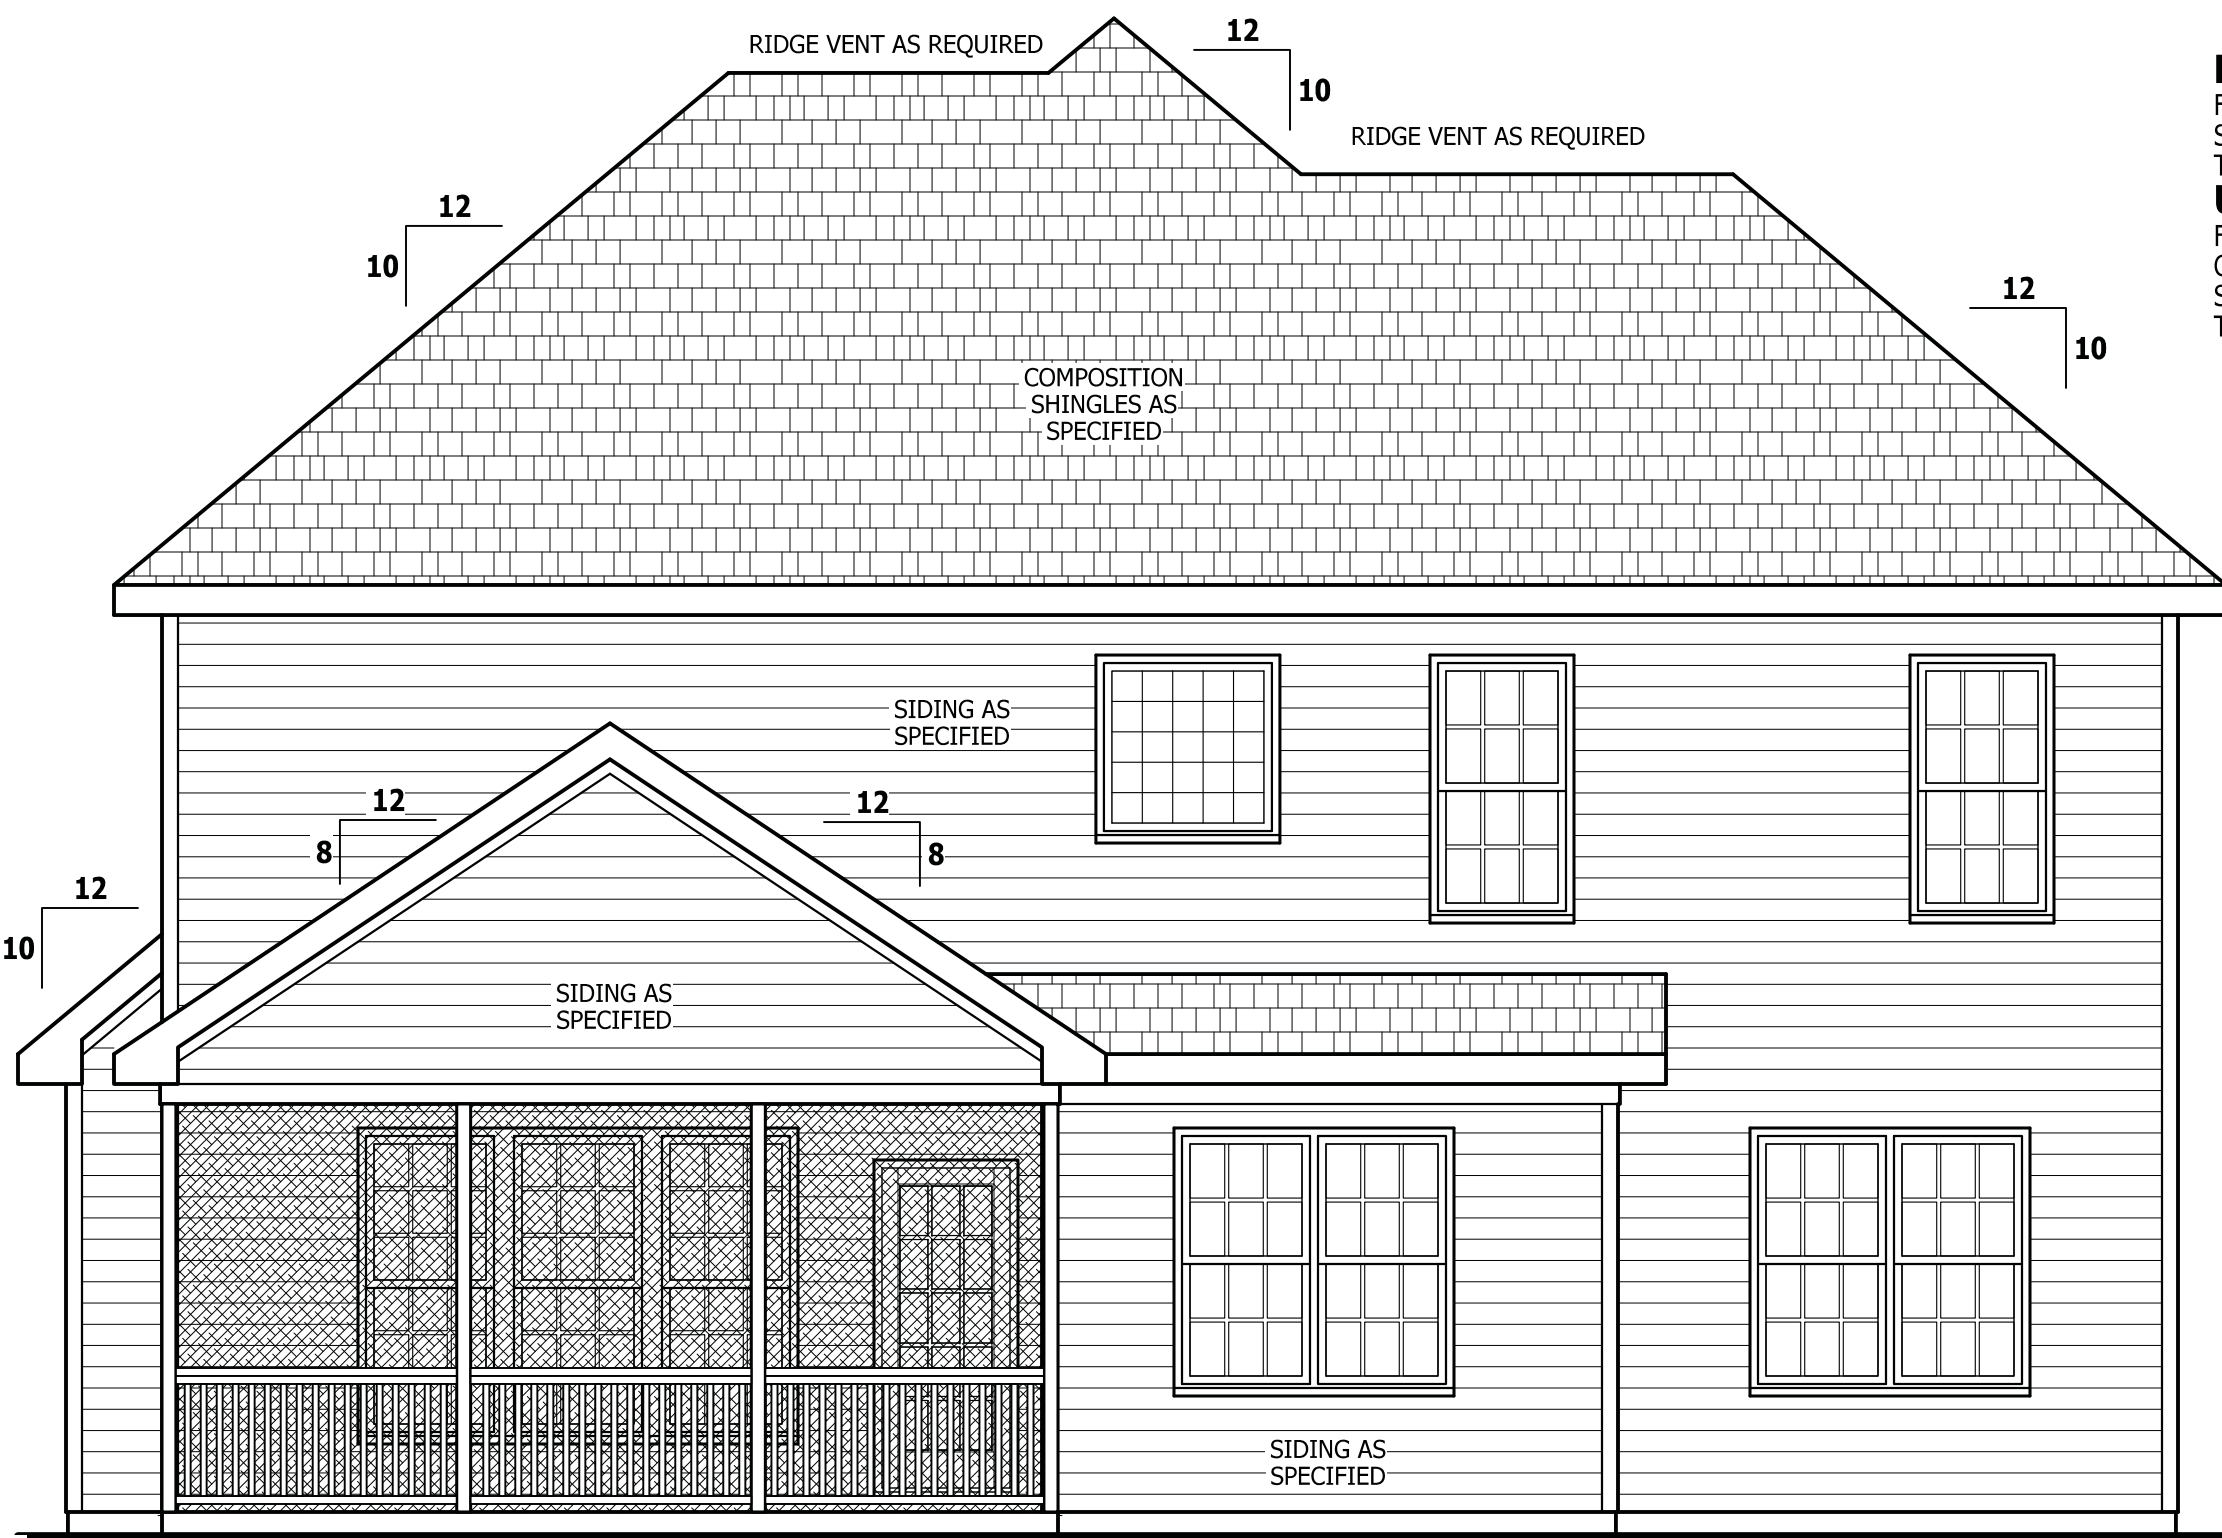 RIDGE VENT AS REQUIRED
12
10
RIDGE VENT AS REQUIRED
12
10
12
10
COMPOSITION
SHINGLES AS
SPECIFIED
SIDING AS
SPECIFIED
12
8
12
8
12
10
SIDING AS
SPECIFIED
SIDING AS
SPECIFIED